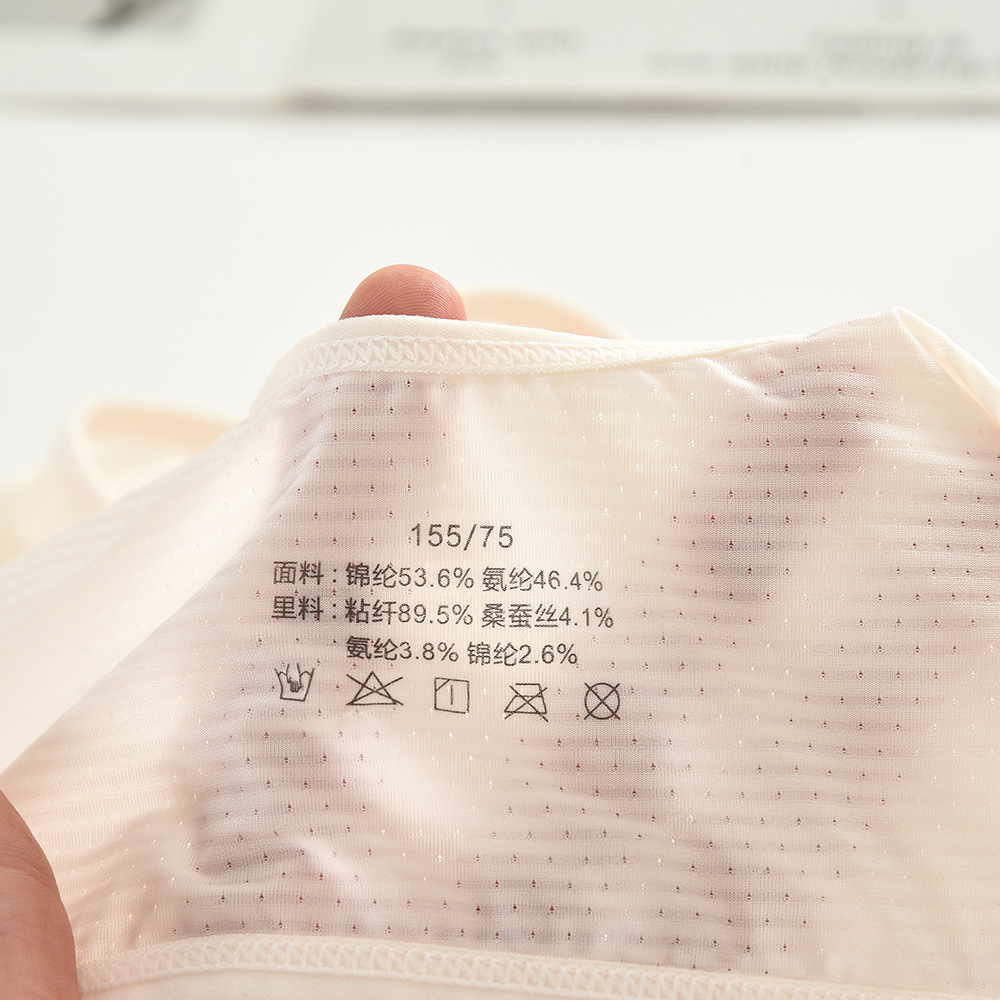 155/75
面料:锦纶53.6% 氨纶46.4%
里料:粘纤89.5% 桑蚕丝4.1%
氨纶3.8% 锦纶2.6%